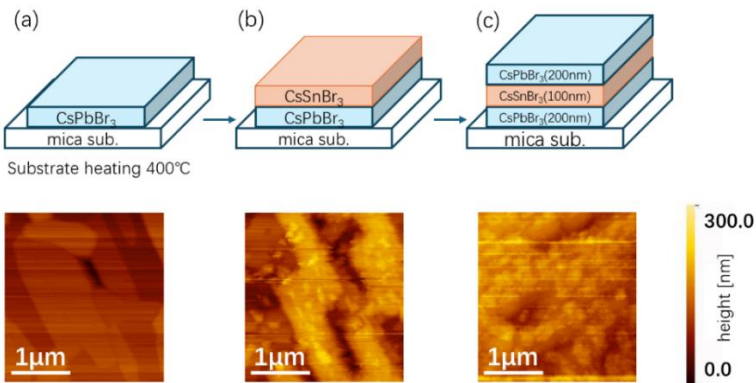 (a)
(b)
(c)
CsPbBr₃
mica sub.
Substrate heating 400℃
CsSnBr₃
CsPbBr₃
mica sub.
CsPbBr₃(200nm)
CsSnBr₃(100nm)
CsPbBr₃(200nm)
mica sub.
1μm
1μm
1μm
300.0
height [nm]
0.0